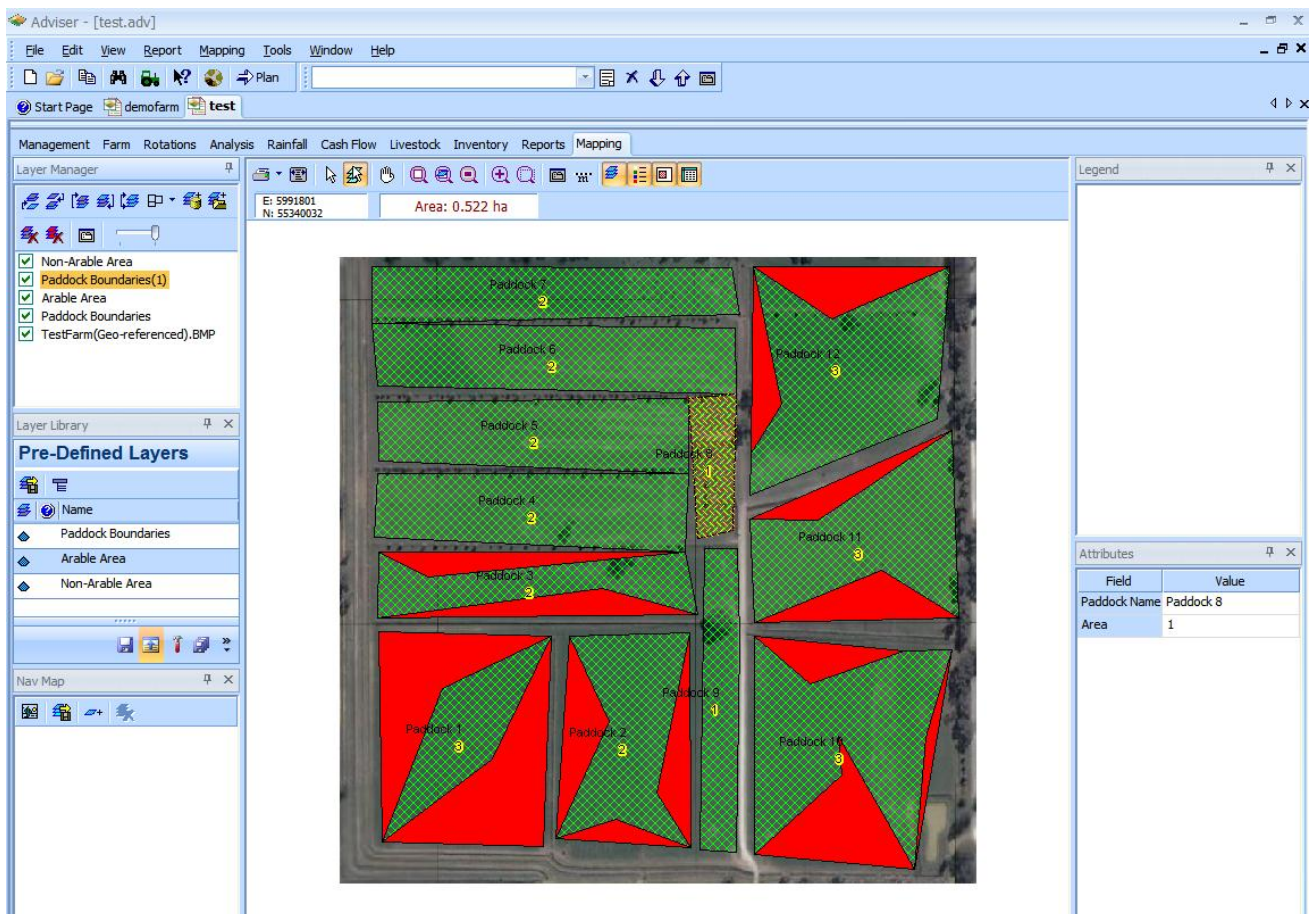 Adviser - [test.adv]
File Edit View Report Mapping Tools Window Help
Plan
Start Page demofarm test
Management Farm Rotations Analysis Rainfall Cash Flow Livestock Inventory Reports Mapping
Layer Manager
Non-Arable Area
Paddock Boundaries(1)
Arable Area
Paddock Boundaries
TestFarm(Geo-referenced).BMP
Layer Library
Pre-Defined Layers
Name
Paddock Boundaries
Arable Area
Non-Arable Area
Nav Map
E: 5991801
N: 55340032
Area: 0.522 ha
Paddock 7
2
Paddock 6
2
Paddock 12
3
Paddock 5
2
Paddock 8
1
Paddock 4
2
Paddock 11
3
Paddock 3
2
Paddock 9
1
Paddock 1
3
Paddock 2
2
Paddock 10
3
Legend
Attributes
Field Value
Paddock Name Paddock 8
Area 1